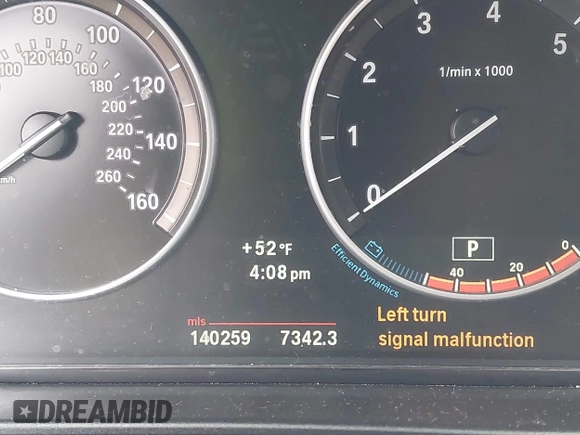 80
100
100 120 140
160
180
120
200
220
140
240
260
160
km/h
1
2
3
4
5
1/min x 1000
0
+52 °F
4:08 pm
P
EfficientDynamics
40
20
0
mls
140259 7342.3
Left turn
signal malfunction
DREAMBID